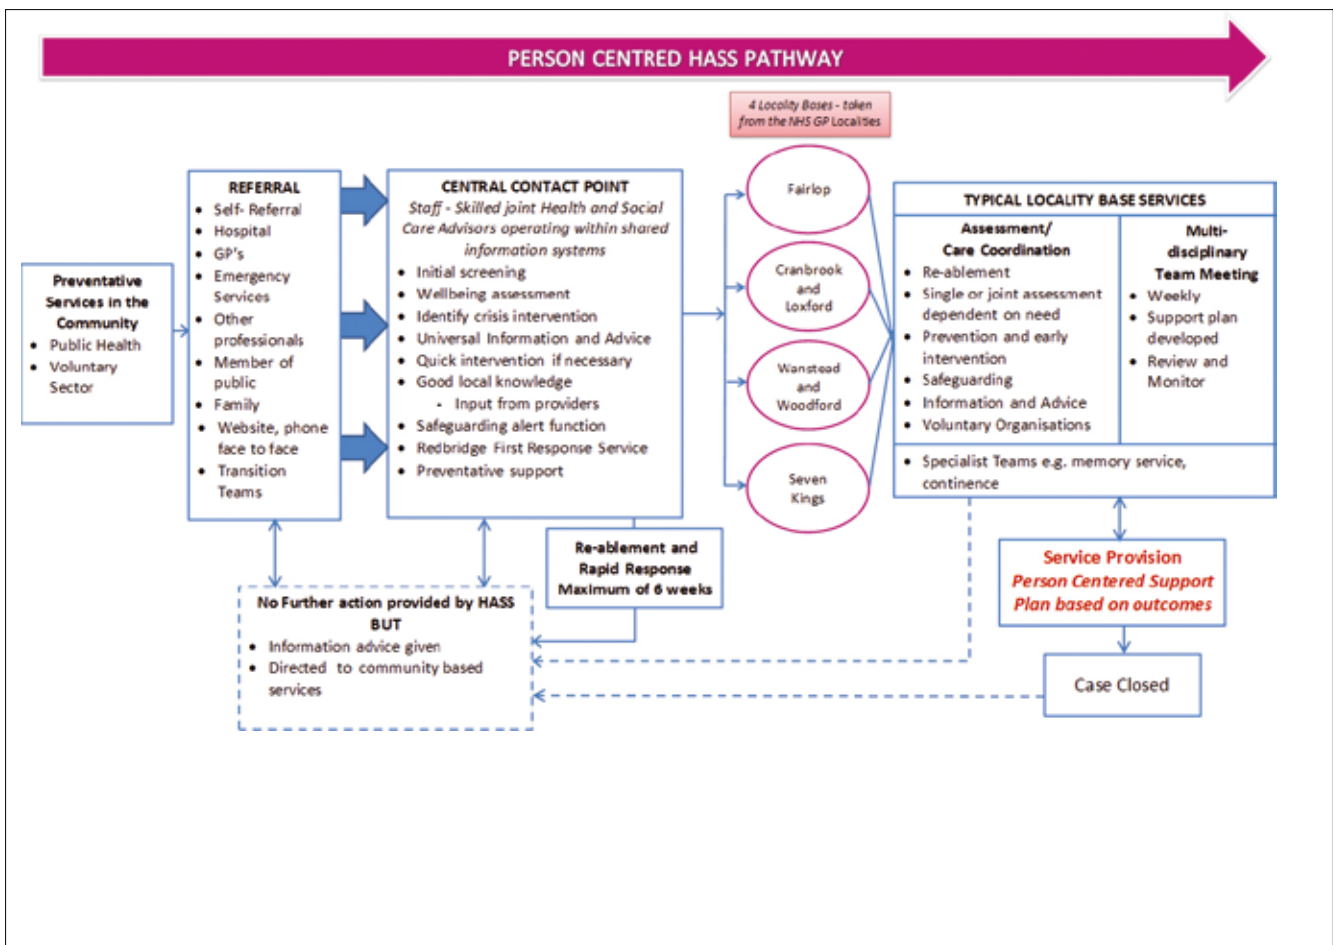 PERSON CENTRED HASS PATHWAY
4 Locality Bases - taken
from the NHS GP Localities
Preventative
Services in the
Community
• Public Health
• Voluntary
Sector
REFERRAL
• Self- Referral
• Hospital
• GP's
• Emergency
Services
• Other
professionals
• Member of
public
• Family
• Website, phone
face to face
• Transition
Teams
CENTRAL CONTACT POINT
Staff - Skilled joint Health and Social
Care Advisors operating within shared
information systems
• Initial screening
• Wellbeing assessment
• Identify crisis intervention
• Universal Information and Advice
• Quick intervention if necessary
• Good local knowledge
- Input from providers
• Safeguarding alert function
• Redbridge First Response Service
• Preventative support
Fairlop
Cranbrook
and
Loxford
Wanstead
and
Woodford
Seven
Kings
TYPICAL LOCALITY BASE SERVICES
Assessment/
Care Coordination
• Re-ablement
• Single or joint assessment
dependent on need
• Prevention and early
intervention
• Safeguarding
• Information and Advice
• Voluntary Organisations
Multi-
disciplinary
Team Meeting
• Weekly
• Support plan
developed
• Review and
Monitor
• Specialist Teams e.g. memory service,
continence
Re-ablement and
Rapid Response
Maximum of 6 weeks
No Further action provided by HASS
BUT
• Information advice given
• Directed to community based
services
Service Provision
Person Centered Support
Plan based on outcomes
Case Closed